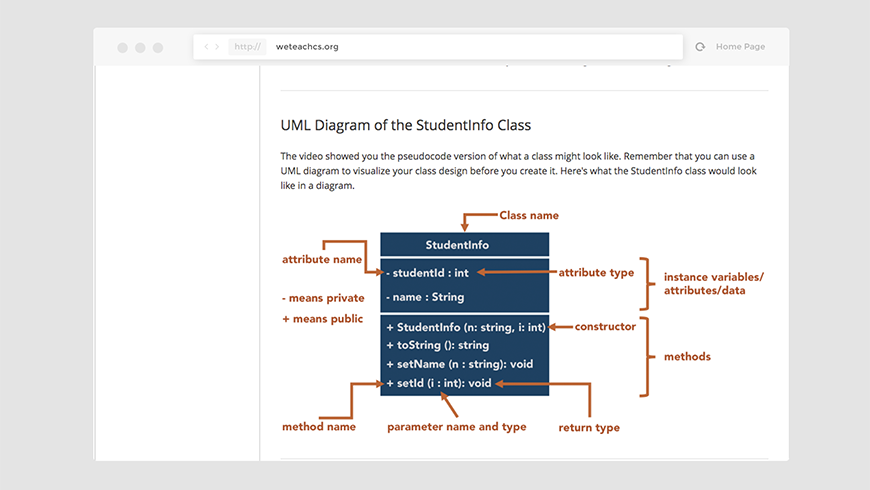 http://
weteachcs.org
Home Page
UML Diagram of the StudentInfo Class
The video showed you the pseudocode version of what a class might look like. Remember that you can use a
UML diagram to visualize your class design before you create it. Here's what the StudentInfo class would look
like in a diagram.
Class name
StudentInfo
attribute name
- studentId : int
attribute type
instance variables/
attributes/data
- means private
- name : String
+ means public
+ StudentInfo (n: string, i: int)
constructor
+ toString (): string
methods
+ setName (n : string): void
+ setId (i : int): void
method name
parameter name and type
return type